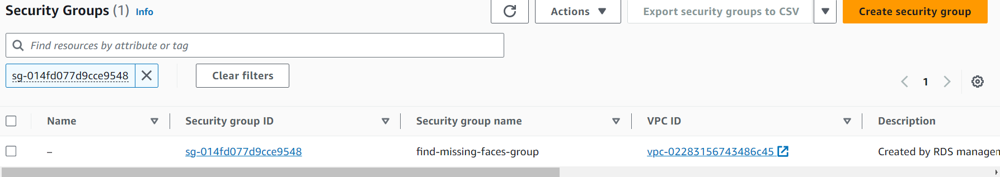 Security Groups (1) Info
Actions
Export security groups to CSV
Create security group
Find resources by attribute or tag
sg-014fd077d9cce9548
Clear filters
1
Name Security group ID Security group name VPC ID Description
– sg-014fd077d9cce9548 find-missing-faces-group vpc-02283156743486c45 Created by RDS managem